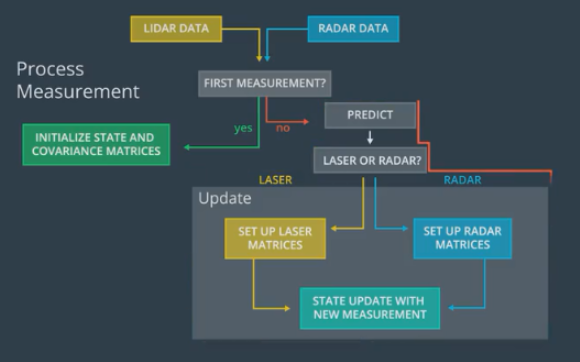 LIDAR DATA
RADAR DATA
Process
Measurement
FIRST MEASUREMENT?
yes
no
PREDICT
INITIALIZE STATE AND
COVARIANCE MATRICES
LASER OR RADAR?
LASER
RADAR
Update
SET UP LASER
MATRICES
SET UP RADAR
MATRICES
STATE UPDATE WITH
NEW MEASUREMENT